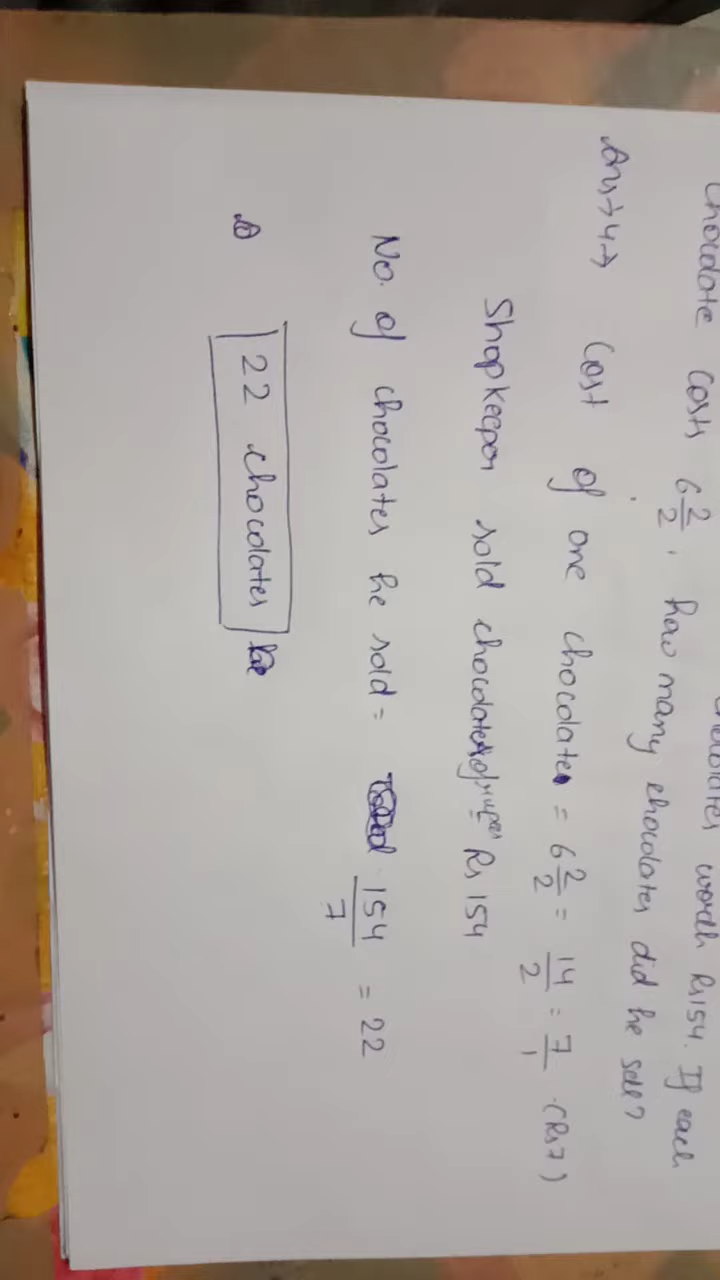 chocolates worth Rs154. If each
chocolate costs 6 2/2, how many chocolates did he sell?
Ans→4→ Cost of one chocolate = 6 2/2 = 14/2 = 7/1 (Rs7)
Shopkeeper sold chocolates of Rs 154
No. of chocolates he sold = 154/7 = 22
22 chocolates